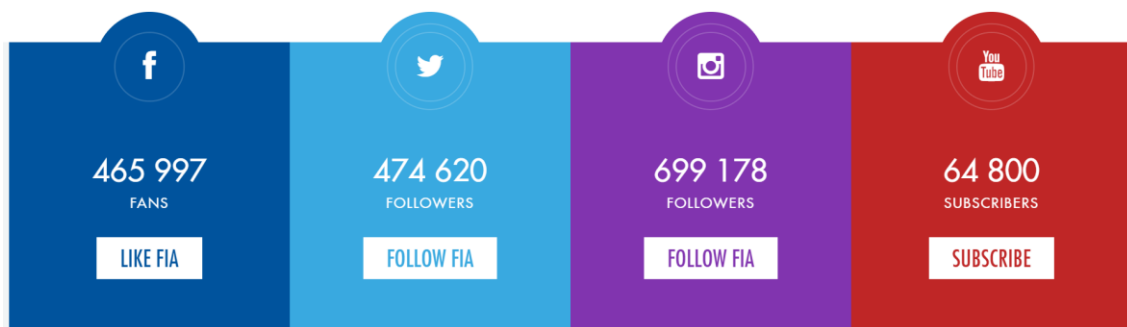 f
You
Tube
465 997
FANS
LIKE FIA
474 620
FOLLOWERS
FOLLOW FIA
699 178
FOLLOWERS
FOLLOW FIA
64 800
SUBSCRIBERS
SUBSCRIBE